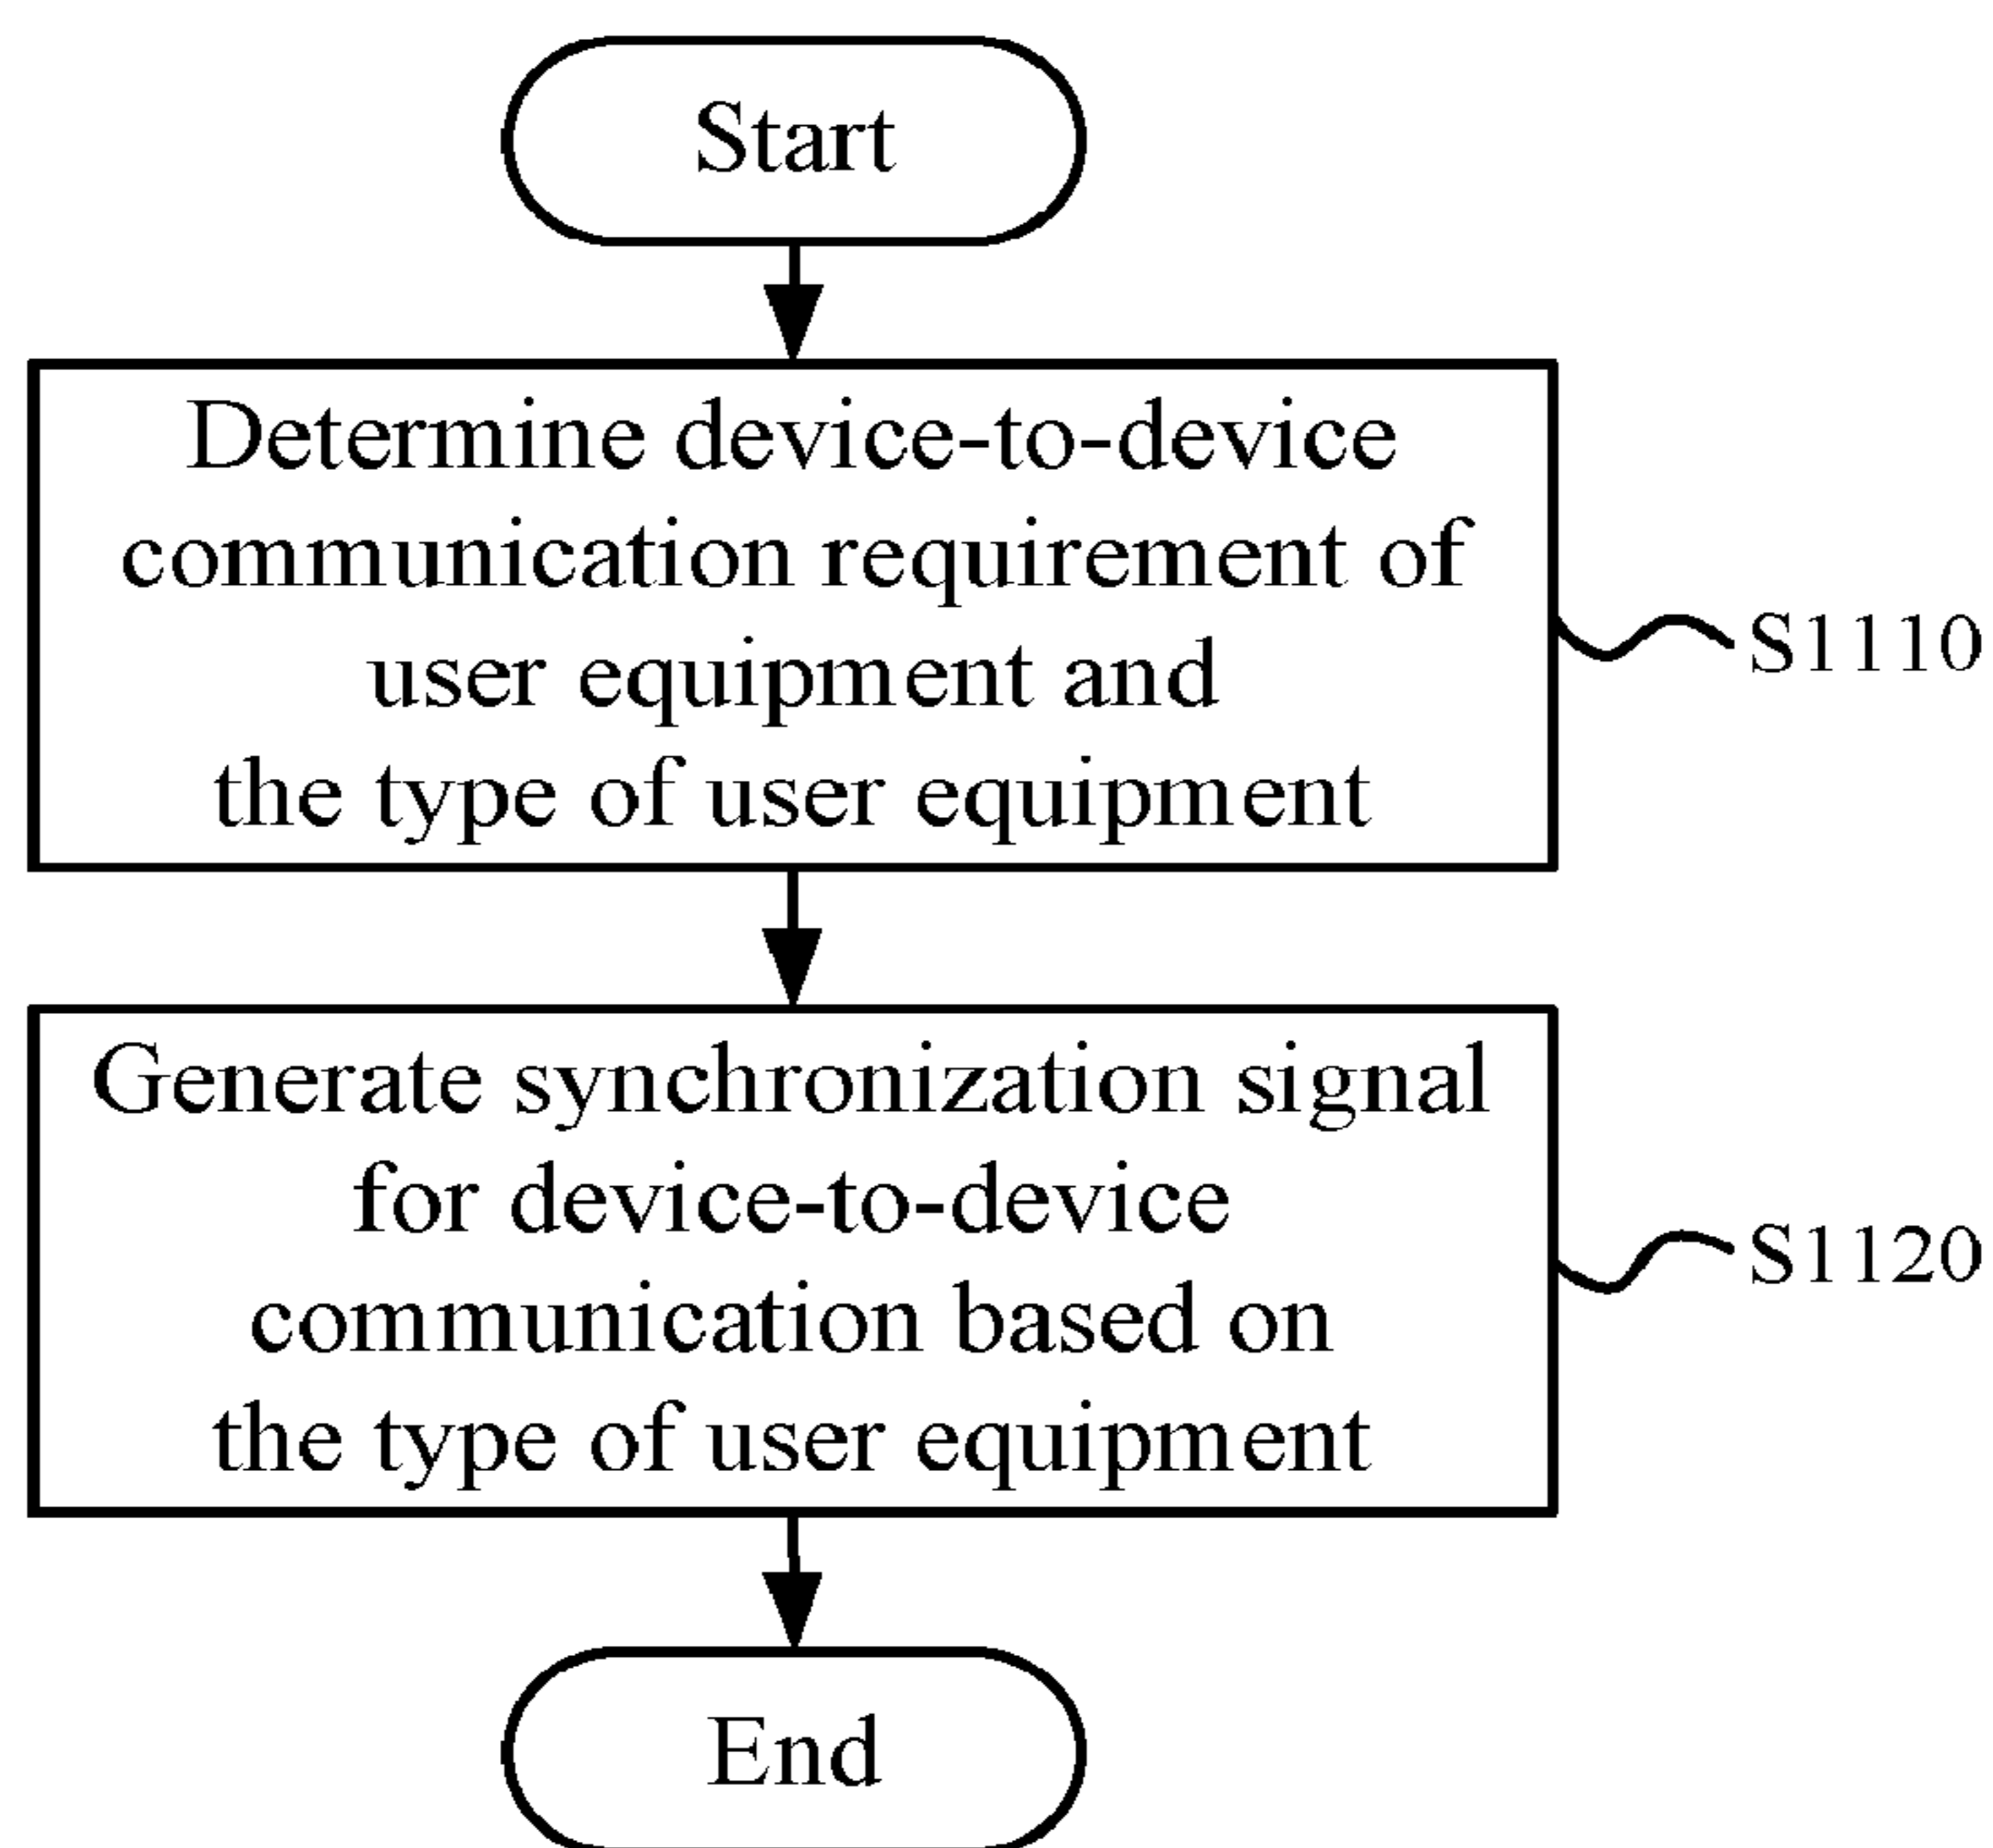 Start
Determine device-to-device
communication requirement of
user equipment and
the type of user equipment
S1110
Generate synchronization signal
for device-to-device
communication based on
the type of user equipment
S1120
End